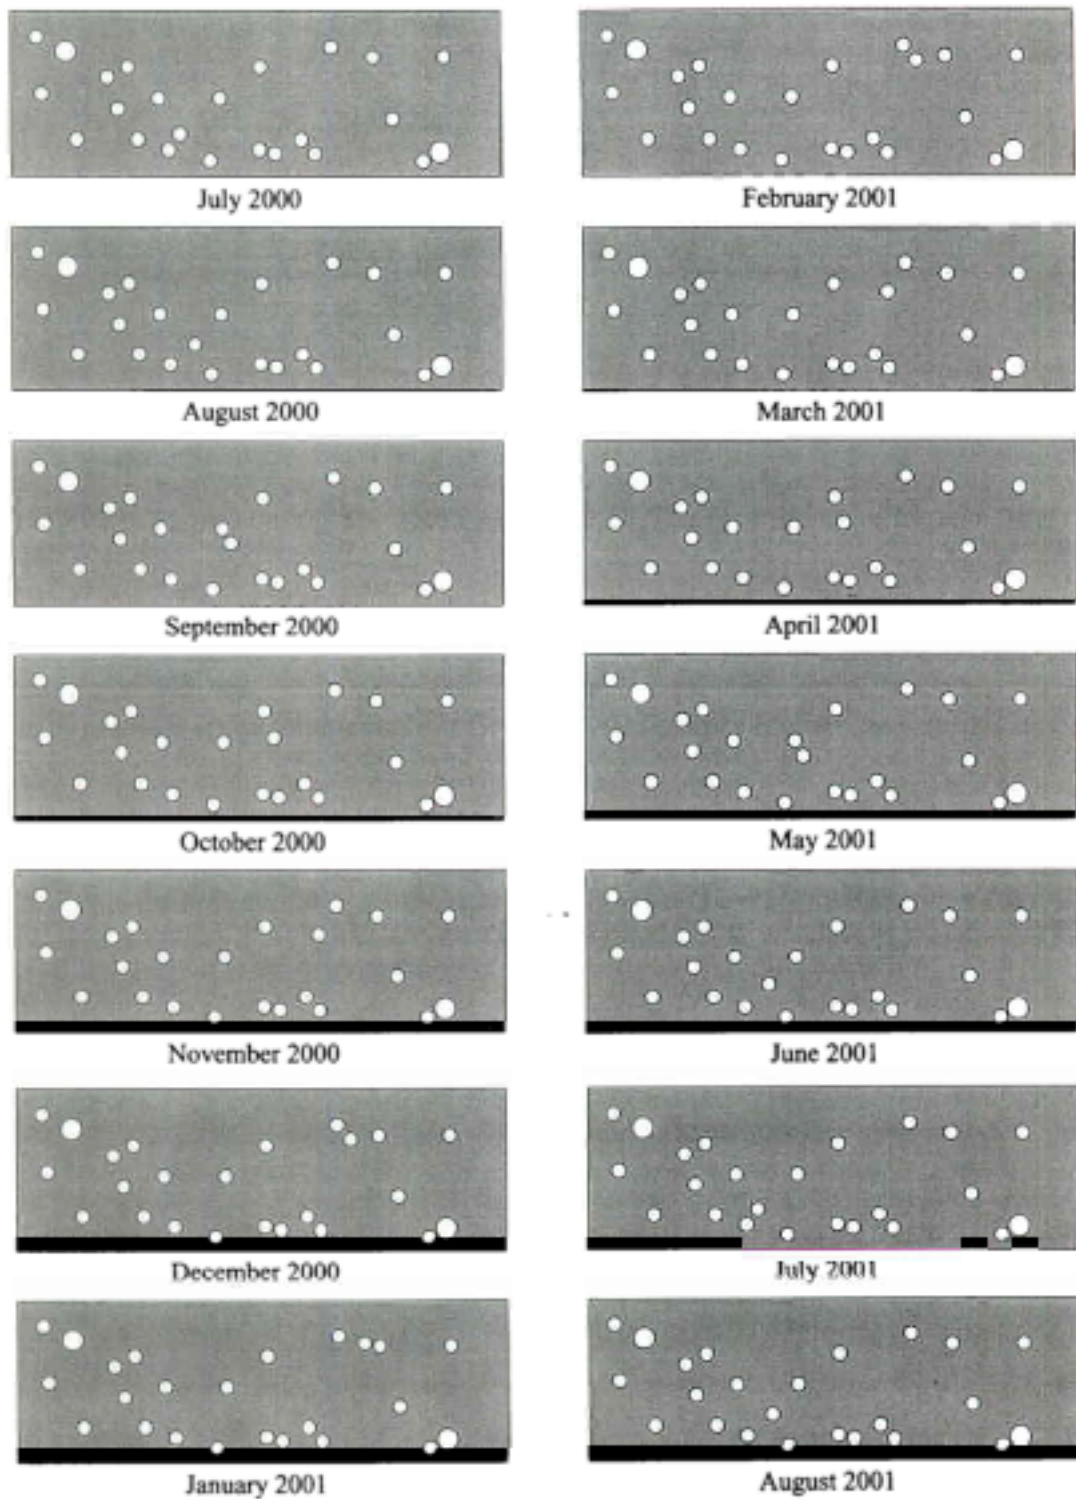 July 2000
February 2001
August 2000
March 2001
September 2000
April 2001
October 2000
May 2001
November 2000
June 2001
December 2000
July 2001
January 2001
August 2001